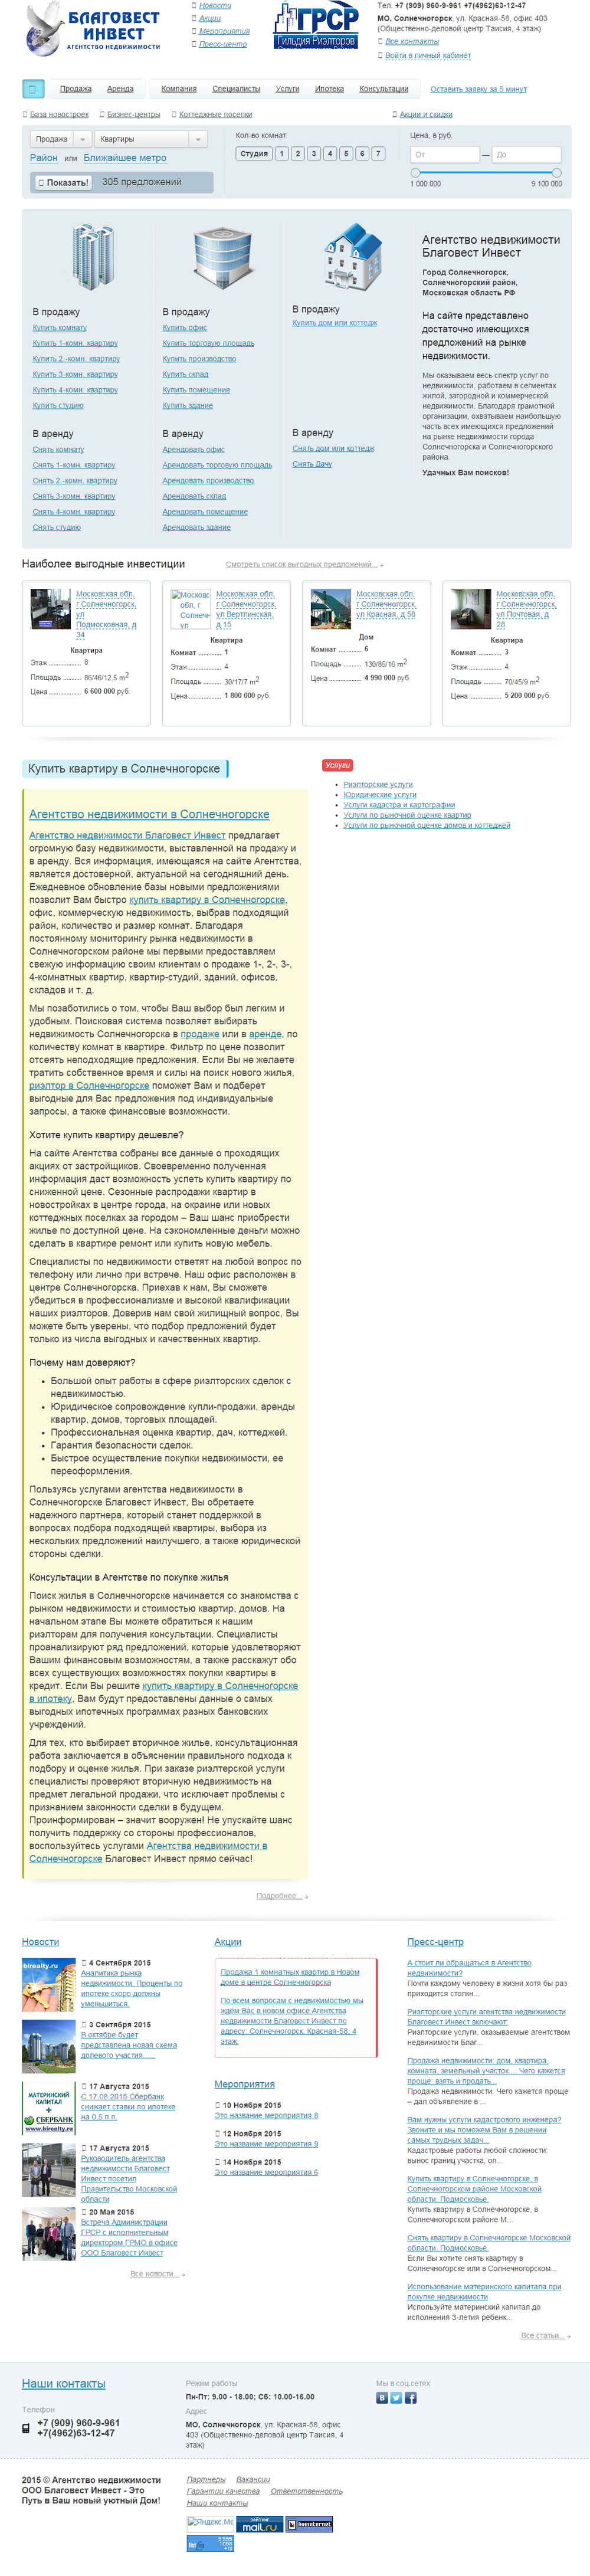 БЛАГОВЕСТ
ИНВЕСТ
АГЕНТСТВО НЕДВИЖИМОСТИ
Новости
Акции
Мероприятия
Пресс-центр
ГРСР
Гильдия Риэлторов
Тел. +7 (909) 960-9-961 +7(4962)63-12-47
МО, Солнечногорск, ул. Красная-58, офис 403
(Общественно-деловой центр Таисия, 4 этаж)
Все контакты
Войти в личный кабинет
Продажа Аренда Компания Специалисты Услуги Ипотека Консультации Оставить заявку за 5 минут
База новостроек Бизнес-центры Коттеджные поселки Акции и скидки
Продажа Квартиры
Район или Ближайшее метро
Показать! 305 предложений
Кол-во комнат
Студия 1 2 3 4 5 6 7
Цена, в руб.
От — До
1 000 000 9 100 000
В продажу
Купить комнату
Купить 1-комн. квартиру
Купить 2.-комн. квартиру
Купить 3-комн. квартиру
Купить 4-комн. квартиру
Купить студию
В аренду
Снять комнату
Снять 1-комн. квартиру
Снять 2.-комн. квартиру
Снять 3-комн. квартиру
Снять 4-комн. квартиру
Снять студию
В продажу
Купить офис
Купить торговую площадь
Купить производство
Купить склад
Купить помещение
Купить здание
В аренду
Арендовать офис
Арендовать торговую площадь
Арендовать производство
Арендовать склад
Арендовать помещение
Арендовать здание
В продажу
Купить дом или коттедж
В аренду
Снять дом или коттедж
Снять Дачу
Агентство недвижимости
Благовест Инвест
Город Солнечногорск,
Солнечногорский район,
Московская область РФ
На сайте представлено
достаточно имеющихся
предложений на рынке
недвижимости.
Мы оказываем весь спектр услуг по
недвижимости, работаем в сегментах
жилой, загородной и коммерческой
недвижимости. Благодаря грамотной
организации, охватываем наибольшую
часть всех имеющихся предложений
на рынке недвижимости города
Солнечногорска и Солнечногорского
района.
Удачных Вам поисков!
Наиболее выгодные инвестиции Смотреть список выгодных предложений...
Московская обл,
г Солнечногорск,
ул
Подмосковная, д
34
Квартира
Этаж 8
Площадь 86/46/12,5 m2
Цена 6 600 000 руб.
Московс
обл, г
Солнечн
ул
Московская обл,
г Солнечногорск,
ул Вертлинская,
д 15
Квартира
Комнат 1
Этаж 4
Площадь 30/17/7 m2
Цена 1 800 000 руб.
Московская обл,
г Солнечногорск,
ул Красная, д 58
Дом
Комнат 6
Площадь 130/85/16 m2
Цена 4 990 000 руб.
Московская обл,
г Солнечногорск,
ул Почтовая, д
28
Квартира
Комнат 3
Этаж 4
Площадь 70/45/9 m2
Цена 5 200 000 руб.
Купить квартиру в Солнечногорске
Агентство недвижимости в Солнечногорске
Агентство недвижимости Благовест Инвест предлагает
огромную базу недвижимости, выставленной на продажу и
в аренду. Вся информация, имеющаяся на сайте Агентства,
является достоверной, актуальной на сегодняшний день.
Ежедневное обновление базы новыми предложениями
позволит Вам быстро купить квартиру в Солнечногорске,
офис, коммерческую недвижимость, выбрав подходящий
район, количество и размер комнат. Благодаря
постоянному мониторингу рынка недвижимости в
Солнечногорском районе мы первыми предоставляем
свежую информацию своим клиентам о продаже 1-, 2-, 3-,
4-комнатных квартир, квартир-студий, зданий, офисов,
складов и т. д.
Мы позаботились о том, чтобы Ваш выбор был легким и
удобным. Поисковая система позволяет выбирать
недвижимость Солнечногорска в продаже или в аренде, по
количеству комнат в квартире. Фильтр по цене позволит
отсеять неподходящие предложения. Если Вы не желаете
тратить собственное время и силы на поиск нового жилья,
риэлтор в Солнечногорске поможет Вам и подберет
выгодные для Вас предложения под индивидуальные
запросы, а также финансовые возможности.
Хотите купить квартиру дешевле?
На сайте Агентства собраны все данные о проходящих
акциях от застройщиков. Своевременно полученная
информация даст возможность успеть купить квартиру по
сниженной цене. Сезонные распродажи квартир в
новостройках в центре города, на окраине или новых
коттеджных поселках за городом – Ваш шанс приобрести
жилье по доступной цене. На сэкономленные деньги можно
сделать в квартире ремонт или купить новую мебель.
Специалисты по недвижимости ответят на любой вопрос по
телефону или лично при встрече. Наш офис расположен в
центре Солнечногорска. Приехав к нам, Вы сможете
убедиться в профессионализме и высокой квалификации
наших риэлторов. Доверив нам свой жилищный вопрос, Вы
можете быть уверены, что подбор предложений будет
только из числа выгодных и качественных квартир.
Почему нам доверяют?
Большой опыт работы в сфере риэлторских сделок с
недвижимостью.
Юридическое сопровождение купли-продажи, аренды
квартир, домов, торговых площадей.
Профессиональная оценка квартир, дач, коттеджей.
Гарантия безопасности сделок.
Быстрое осуществление покупки недвижимости, ее
переоформления.
Пользуясь услугами агентства недвижимости в
Солнечногорске Благовест Инвест, Вы обретаете
надежного партнера, который станет поддержкой в
вопросах подбора подходящей квартиры, выбора из
нескольких предложений наилучшего, а также юридической
стороны сделки.
Консультации в Агентстве по покупке жилья
Поиск жилья в Солнечногорске начинается со знакомства с
рынком недвижимости и стоимостью квартир, домов. На
начальном этапе Вы можете обратиться к нашим
риэлторам для получения консультации. Специалисты
проанализируют ряд предложений, которые удовлетворяют
Вашим финансовым возможностям, а также расскажут обо
всех существующих возможностях покупки квартиры в
кредит. Если Вы решите купить квартиру в Солнечногорске
в ипотеку, Вам будут предоставлены данные о самых
выгодных ипотечных программах разных банковских
учреждений.
Для тех, кто выбирает вторичное жилье, консультационная
работа заключается в объяснении правильного подхода к
подбору и оценке жилья. При заказе риэлтерской услуги
специалисты проверяют вторичную недвижимость на
предмет легальной продажи, что исключает проблемы с
признанием законности сделки в будущем.
Проинформирован – значит вооружен! Не упускайте шанс
получить поддержку со стороны профессионалов,
воспользуйтесь услугами Агентства недвижимости в
Солнечногорске Благовест Инвест прямо сейчас!
Подробнее...
Услуги
Риэлторские услуги
Юридические услуги
Услуги кадастра и картографии
Услуги по рыночной оценке квартир
Услуги по рыночной оценке домов и коттеджей
Новости
birealty.ru
4 Сентября 2015
Аналитика рынка
недвижимости. Проценты по
ипотеке скоро должны
уменьшиться.
3 Сентября 2015
В октябре будет
представлена новая схема
долевого участия......
МАТЕРИНСКИЙ
КАПИТАЛ
+
СБЕРБАНК
www.birealty.ru
17 Августа 2015
С 17.08.2015 Сбербанк
снижает ставки по ипотеке
на 0,5 п.п.
17 Августа 2015
Руководитель агентства
недвижимости Благовест
Инвест посетил
Правительство Московской
области
20 Мая 2015
Встреча Администрации
ГРСР с исполнительным
директором ГРМО в офисе
ООО Благовест Инвест
Все новости...
Акции
Продажа 1 комнатных квартир в Новом
доме в центре Солнечногорска
По всем вопросам с недвижимостью мы
ждём Вас в новом офисе Агентства
недвижимости Благовест Инвест по
адресу: Солнечногорск, Красная-58, 4
этаж.
Мероприятия
10 Ноября 2015
Это название мероприятия 8
12 Ноября 2015
Это название мероприятия 9
14 Ноября 2015
Это название мероприятия 6
Пресс-центр
А стоит ли обращаться в Агентство
недвижимости?
Почти каждому человеку в жизни хотя бы раз
приходится столкн...
Риэлторские услуги агентства недвижимости
Благовест Инвест включают:
Риэлторские услуги, оказываемые агентством
недвижимости Благ...
Продажа недвижимости: дом, квартира,
комната, земельный участок.... Чего кажется
проще: взять и продать...
Продажа недвижимости. Чего кажется проще
– дал объявление в ...
Вам нужны услуги кадастрового инженера?
Звоните и мы поможем Вам в решении
самых трудных задач...
Кадастровые работы любой сложности:
вынос границ участка, оп...
Купить квартиру в Солнечногорске, в
Солнечногорском районе Московской
области. Подмосковье.
Купить квартиру в Солнечногорске, в
Солнечногорском районе М...
Снять квартиру в Солнечногорске Московской
области. Подмосковье.
Если Вы хотите снять квартиру в
Солнечногорске или в Солнечногорском...
Использование материнского капитала при
покупке недвижимости
Используйте материнский капитал до
исполнения 3-летия ребенк...
Все статьи...
Наши контакты
Телефон
+7 (909) 960-9-961
+7(4962)63-12-47
Режим работы
Пн-Пт: 9.00 - 18.00; Сб: 10.00-16.00
Адрес
МО, Солнечногорск, ул. Красная-58, офис
403 (Общественно-деловой центр Таисия, 4
этаж)
Мы в соц.сетях
2015 © Агентство недвижимости
ООО Благовест Инвест - Это
Путь в Ваш новый уютный Дом!
Партнеры Вакансии
Гарантии качества Ответственность
Наши контакты
Яндекс.Ме
рейтинг
mail.ru
liveinternet